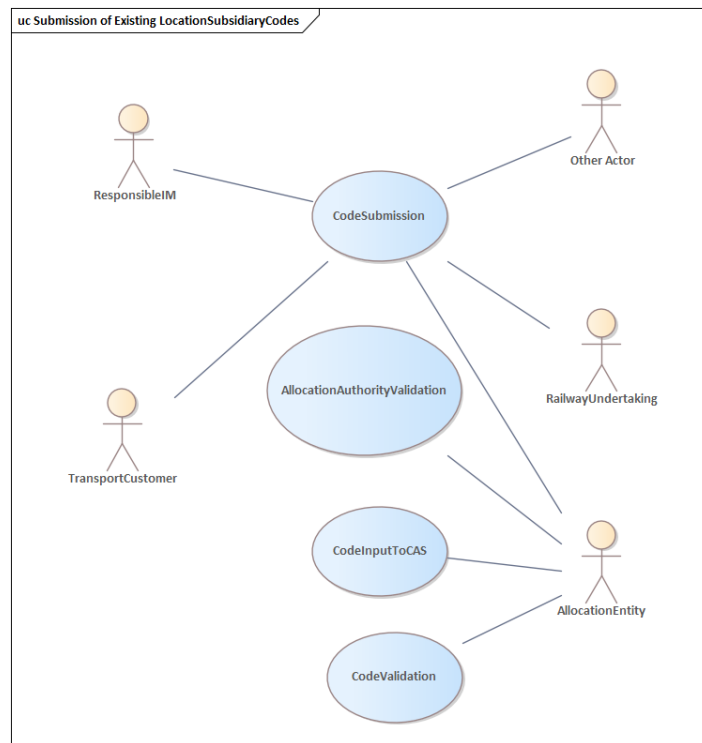 uc Submission of Existing LocationSubsidiaryCodes
Other Actor
ResponsibleIM
CodeSubmission
AllocationAuthorityValidation
RailwayUndertaking
TransportCustomer
CodeInputToCAS
AllocationEntity
CodeValidation